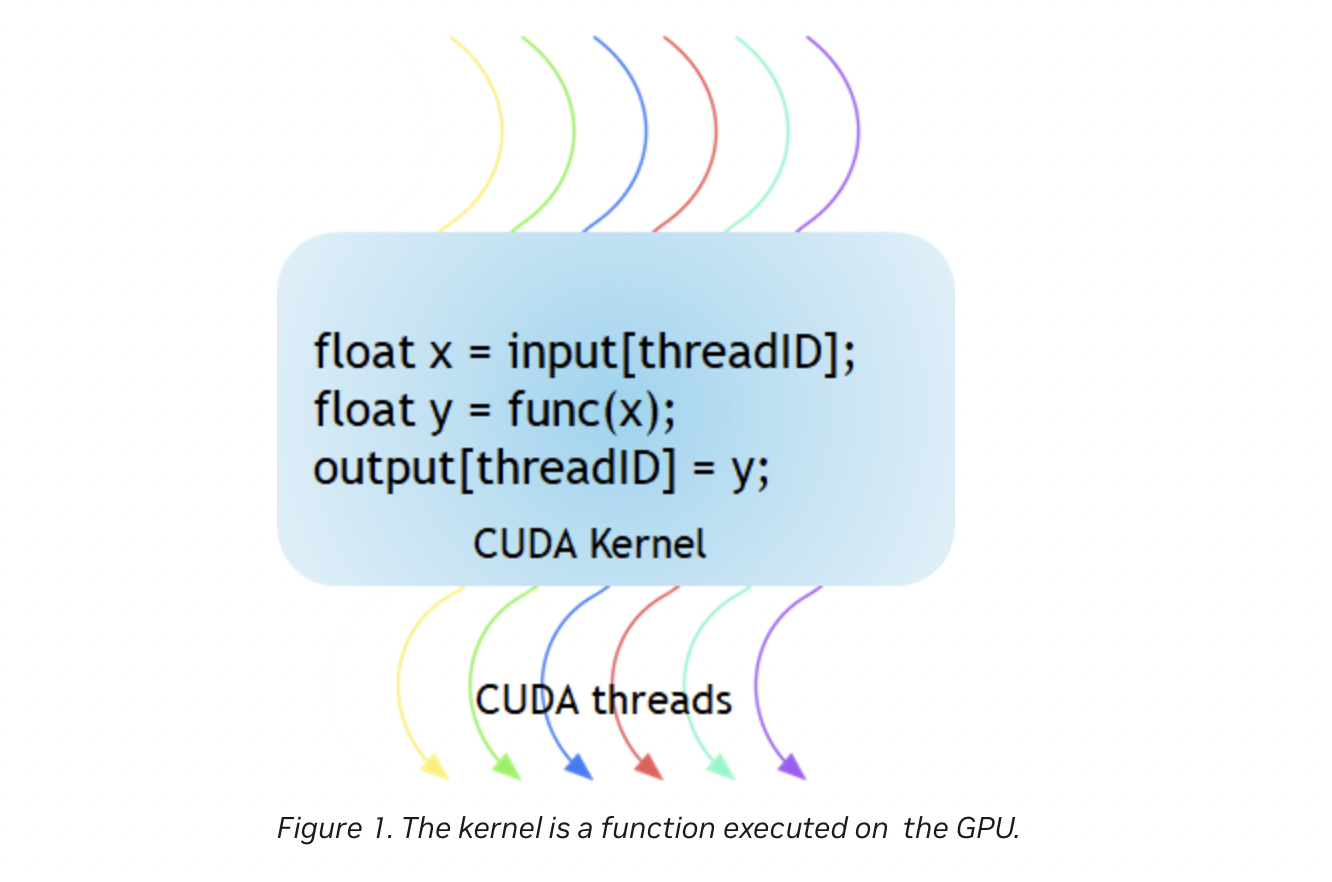 float x = input[threadID];
float y = func(x);
output[threadID] = y;
CUDA Kernel
CUDA threads
Figure 1. The kernel is a function executed on  the GPU.